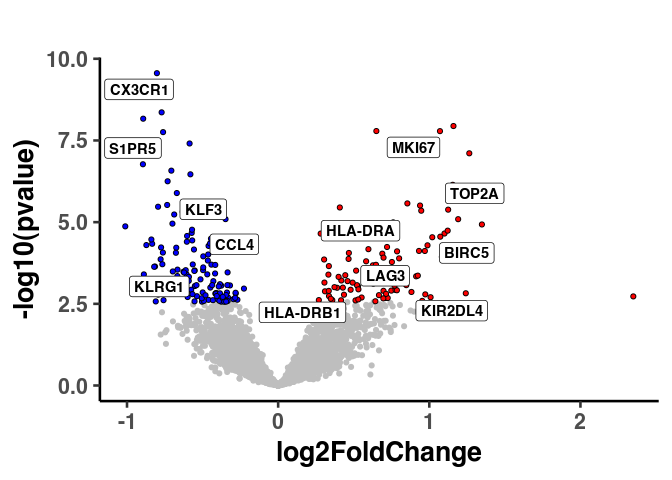 10.0
CX3CR1
7.5
S1PR5
MKI67
TOP2A
KLF3
5.0
HLA-DRA
CCL4
BIRC5
LAG3
KLRG1
2.5
HLA-DRB1
KIR2DL4
0.0
-log10(pvalue)
-1 0 1 2
log2FoldChange